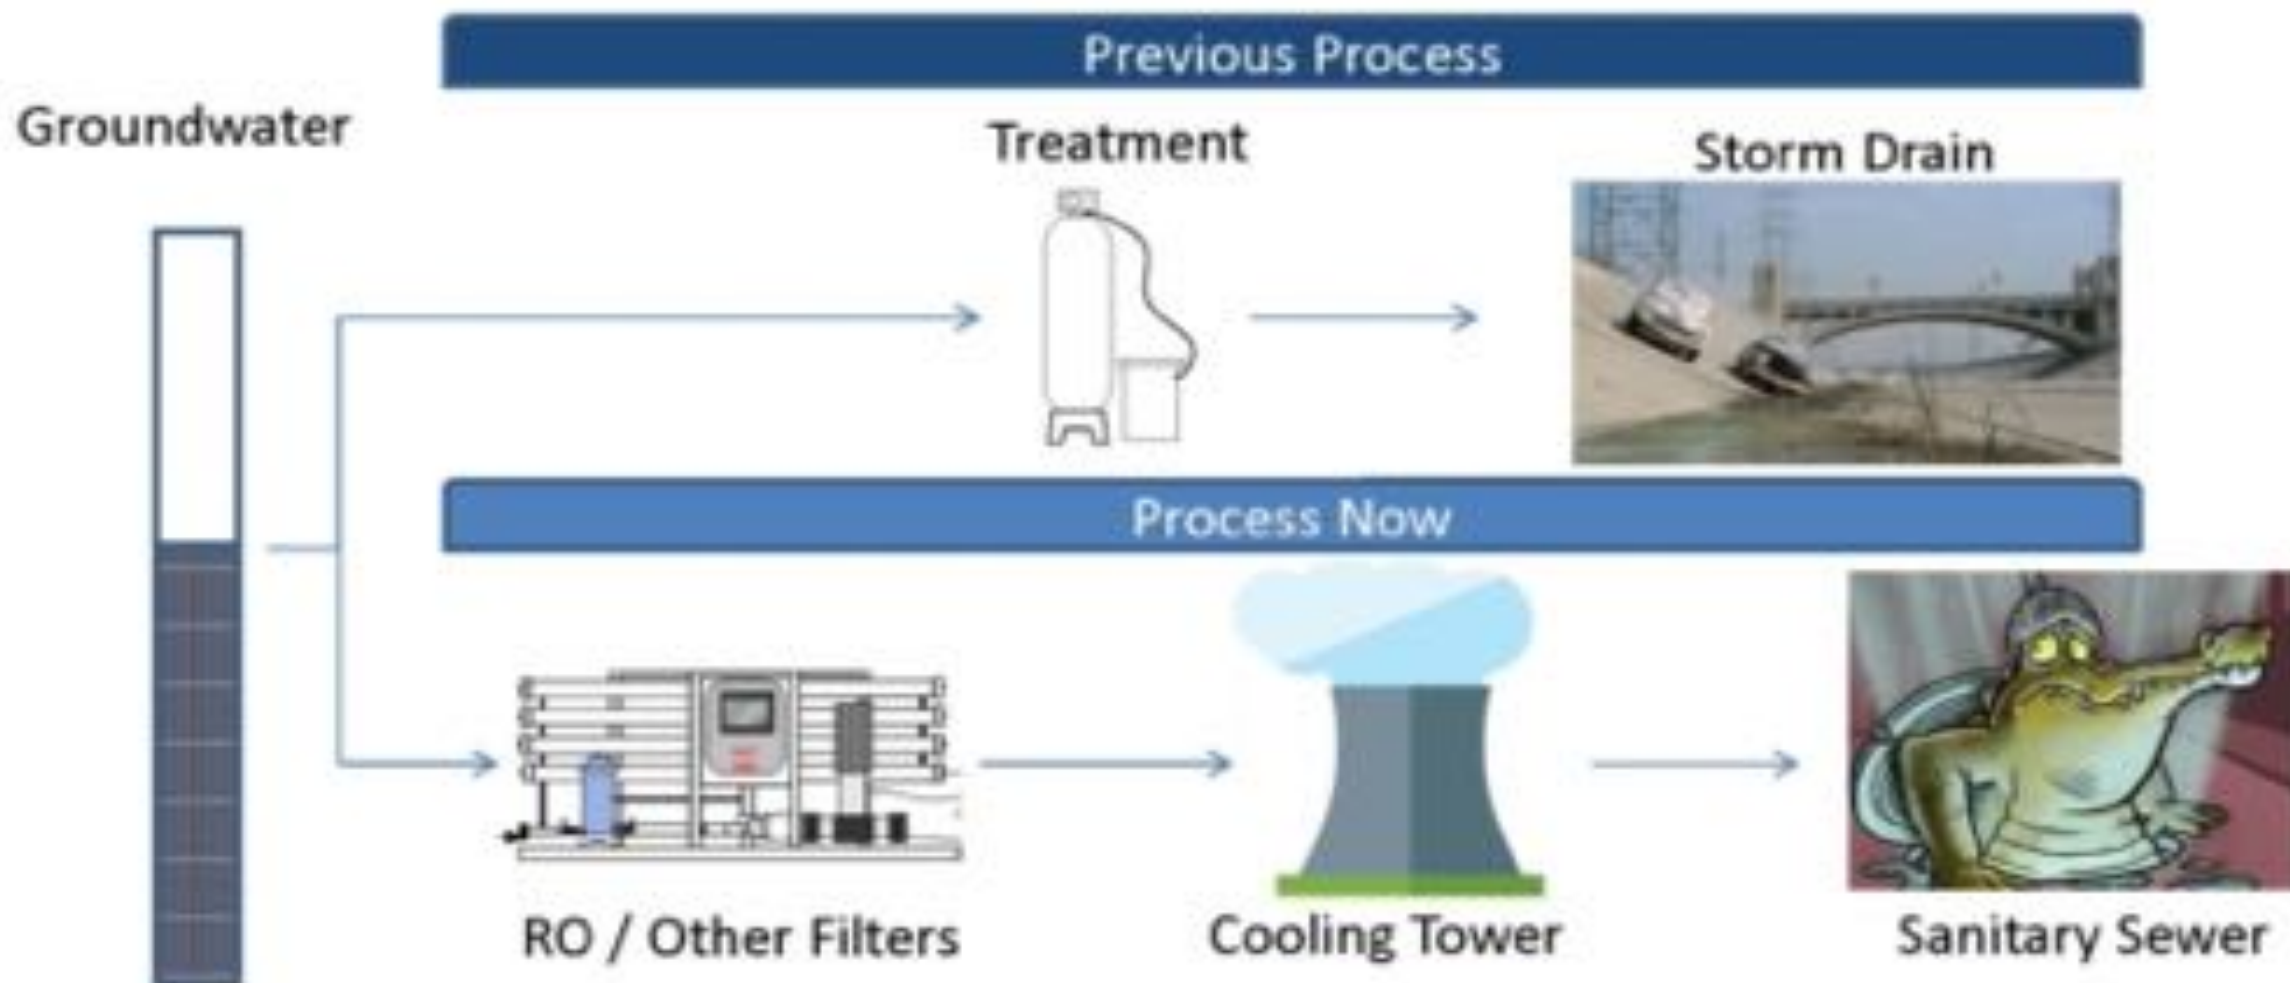 Previous Process
Groundwater
Treatment
Storm Drain
Process Now
RO / Other Filters
Cooling Tower
Sanitary Sewer